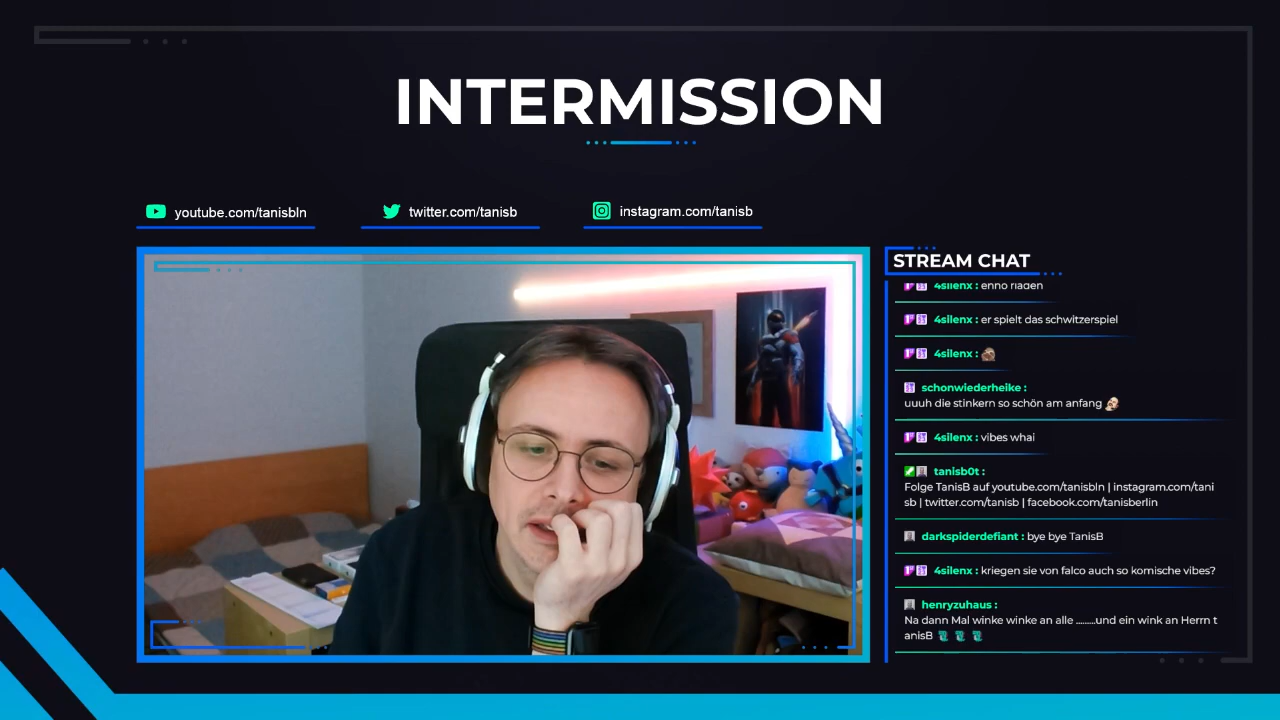 INTERMISSION
youtube.com/tanisbln
twitter.com/tanisb
instagram.com/tanisb
STREAM CHAT
4silenx : enno riaden
4silenx : er spielt das schwitzerspiel
4silenx :
schonwiederheike :
uuuh die stinkern so schön am anfang
4silenx : vibes whai
tanisb0t :
Folge TanisB auf youtube.com/tanisbln | instagram.com/tani
sb | twitter.com/tanisb | facebook.com/tanisberlin
darkspiderdefiant : bye bye TanisB
4silenx : kriegen sie von falco auch so komische vibes?
henryzuhaus :
Na dann Mal winke winke an alle .........und ein wink an Herrn t
anisB